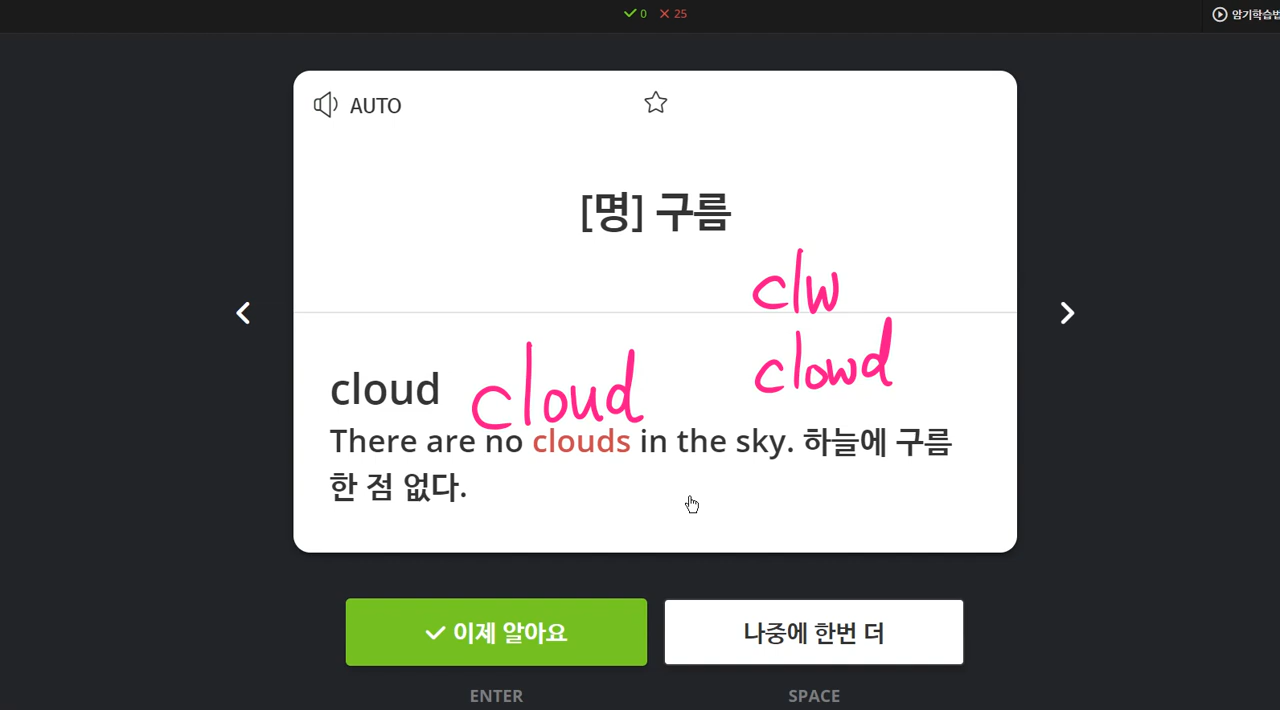 0 25
암기학습법
AUTO
[명] 구름
clw
clowd
cloud cloud
There are no clouds in the sky. 하늘에 구름
한 점 없다.
이제 알아요 나중에 한번 더
ENTER SPACE